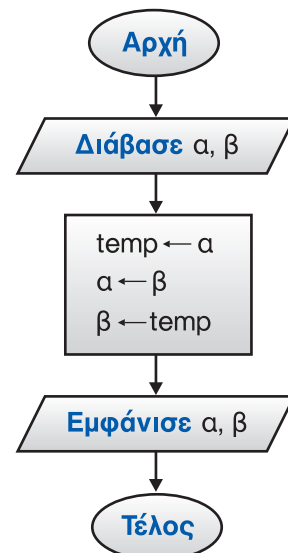 Αρχή
Διάβασε α, β
temp ← α
α ← β
β ← temp
Εμφάνισε α, β
Τέλος